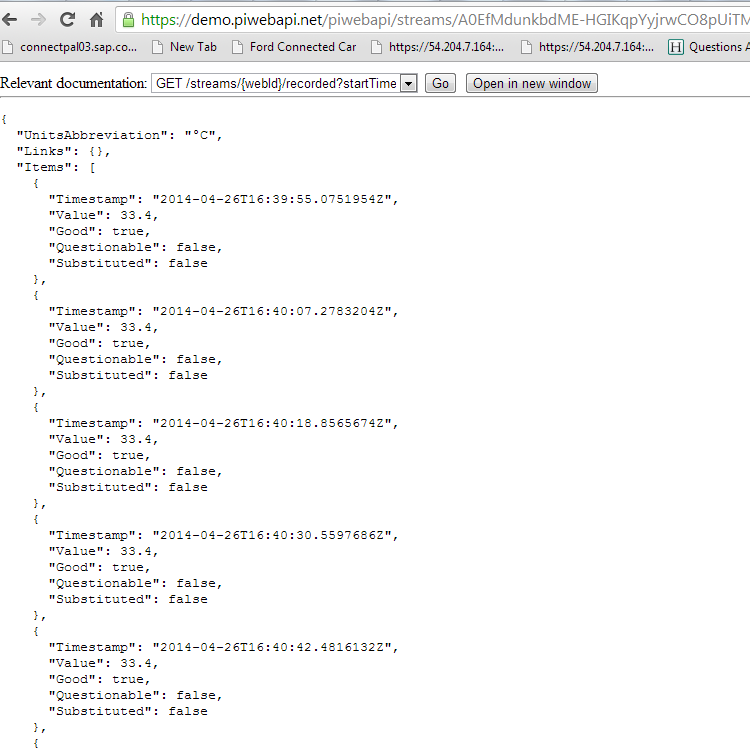 https://demo.piwebapi.net/piwebapi/streams/A0EfMdunkbdME-HGIKqpYyjrwCO8pUiTM
connectpal03.sap.co... New Tab Ford Connected Car https://54.204.7.164:... https://54.204.7.164:... H Questions A
Relevant documentation: GET /streams/{webId}/recorded?startTime Go Open in new window
{
"UnitsAbbreviation": "°C",
"Links": {},
"Items": [
{
"Timestamp": "2014-04-26T16:39:55.0751954Z",
"Value": 33.4,
"Good": true,
"Questionable": false,
"Substituted": false
},
{
"Timestamp": "2014-04-26T16:40:07.2783204Z",
"Value": 33.4,
"Good": true,
"Questionable": false,
"Substituted": false
},
{
"Timestamp": "2014-04-26T16:40:18.8565674Z",
"Value": 33.4,
"Good": true,
"Questionable": false,
"Substituted": false
},
{
"Timestamp": "2014-04-26T16:40:30.5597686Z",
"Value": 33.4,
"Good": true,
"Questionable": false,
"Substituted": false
},
{
"Timestamp": "2014-04-26T16:40:42.4816132Z",
"Value": 33.4,
"Good": true,
"Questionable": false,
"Substituted": false
},
{